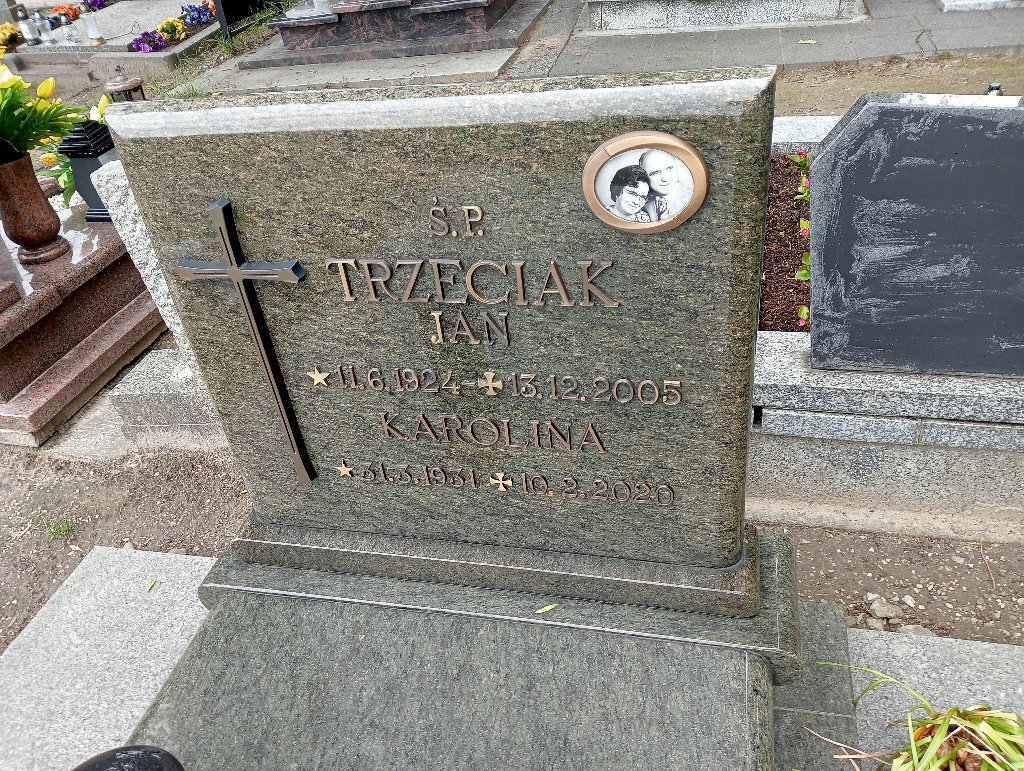 Ś.P.
TRZECIAK
JAN
11.6.1924-13.12.2005
KAROLINA
31.3.1931 10.2.2020